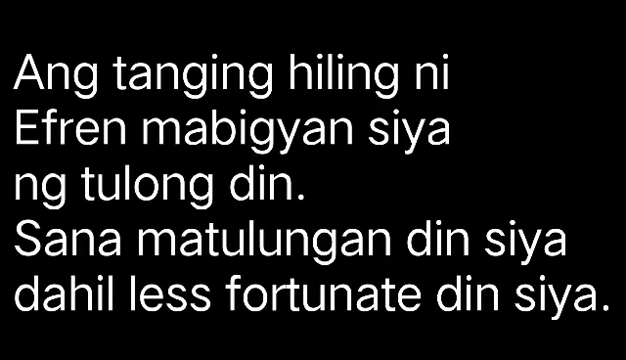 Ang tanging hiling ni
Efren mabigyan siya
ng tulong din.
Sana matulungan din siya
dahil less fortunate din siya.